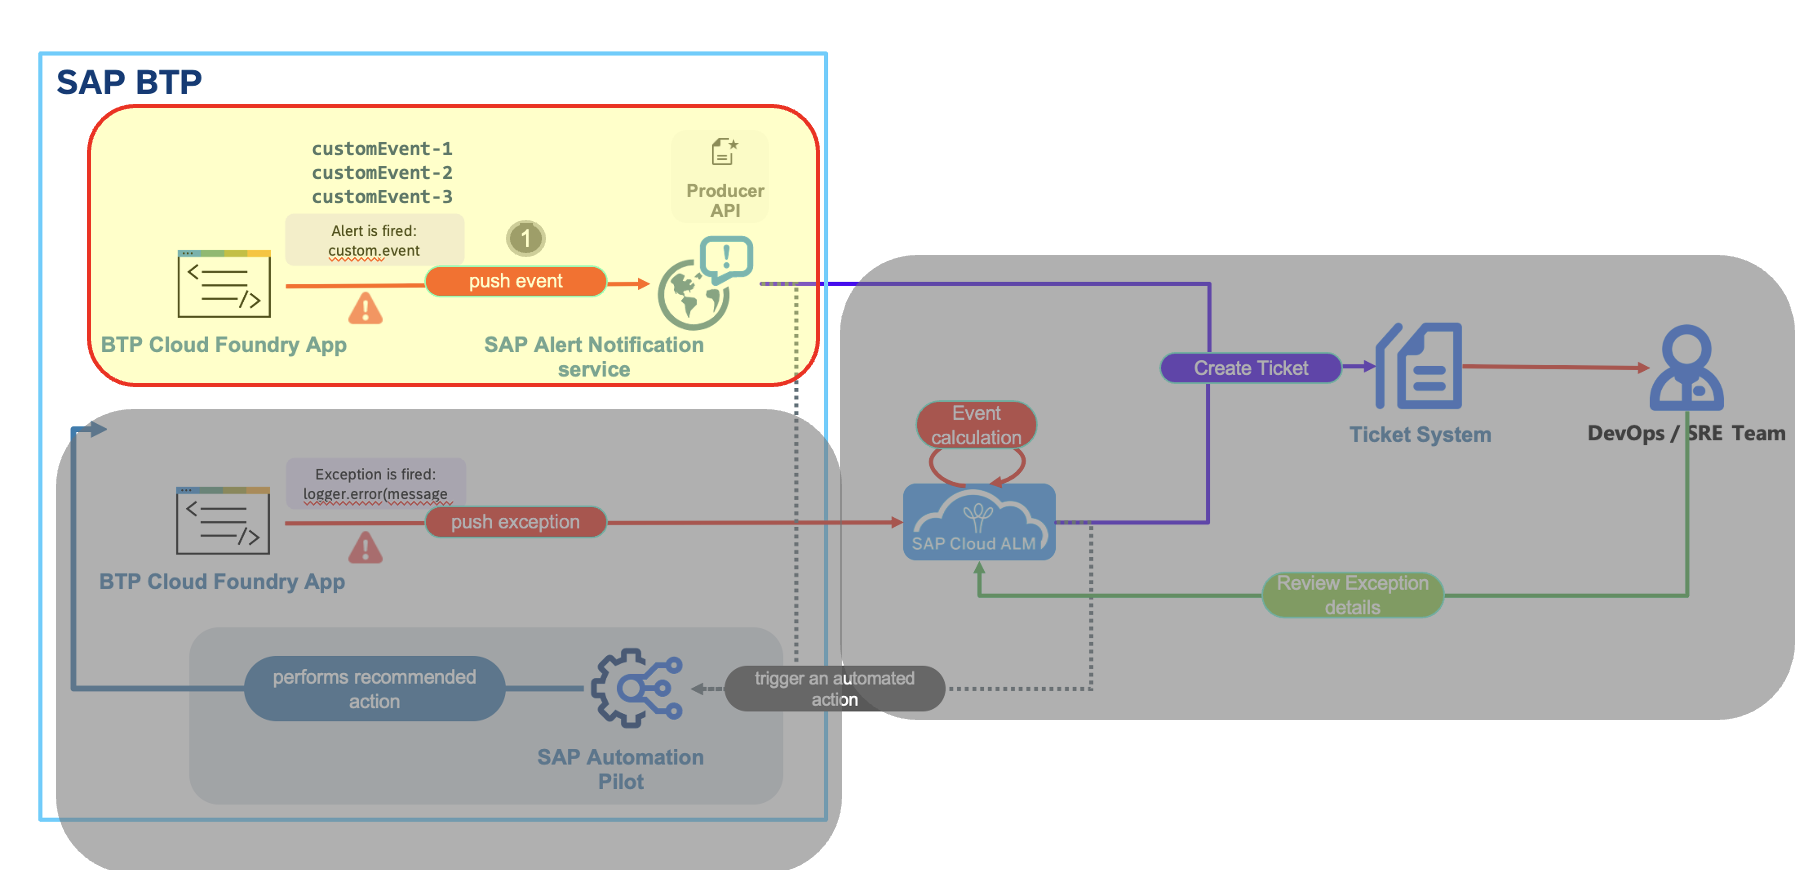 SAP BTP
customEvent-1
customEvent-2
customEvent-3
Producer
API
Alert is fired:
custom.event
1
push event
BTP Cloud Foundry App
SAP Alert Notification
service
Create Ticket
Ticket System
DevOps / SRE Team
Event
calculation
Exception is fired:
logger.error(message
push exception
SAP Cloud ALM
BTP Cloud Foundry App
Review Exception
details
performs recommended
action
trigger an automated
action
SAP Automation
Pilot